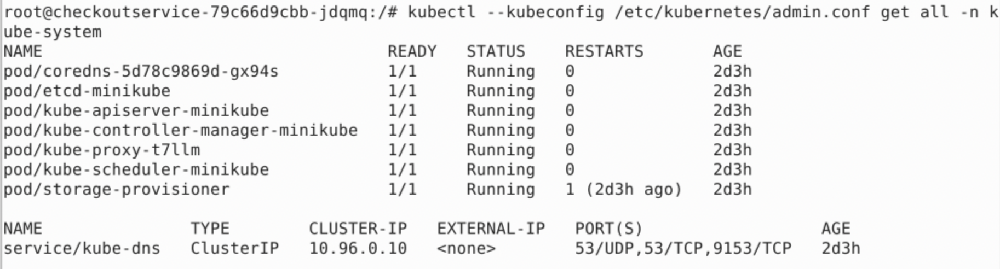 root@checkoutservice-79c66d9cbb-jdqmq:/# kubectl --kubeconfig /etc/kubernetes/admin.conf get all -n k
ube-system
NAME                                   READY   STATUS    RESTARTS       AGE
pod/coredns-5d78c9869d-gx94s           1/1     Running   0              2d3h
pod/etcd-minikube                      1/1     Running   0              2d3h
pod/kube-apiserver-minikube            1/1     Running   0              2d3h
pod/kube-controller-manager-minikube   1/1     Running   0              2d3h
pod/kube-proxy-t7llm                   1/1     Running   0              2d3h
pod/kube-scheduler-minikube            1/1     Running   0              2d3h
pod/storage-provisioner                1/1     Running   1 (2d3h ago)   2d3h

NAME               TYPE        CLUSTER-IP   EXTERNAL-IP   PORT(S)                  AGE
service/kube-dns   ClusterIP   10.96.0.10   <none>        53/UDP,53/TCP,9153/TCP   2d3h